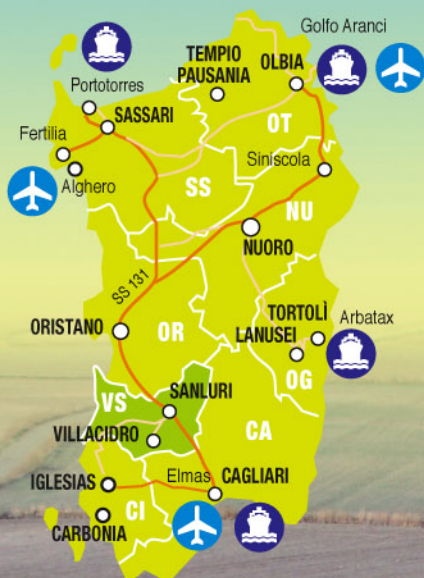 Golfo Aranci
TEMPIO
PAUSANIA
OLBIA
Portotorres
SASSARI
OT
Fertilia
Alghero
Siniscola
SS
NU
NUORO
SS 131
TORTOLÌ
Arbatax
ORISTANO
OR
LANUSEI
OG
VS
SANLURI
CA
VILLACIDRO
IGLESIAS
Elmas
CAGLIARI
CI
CARBONIA